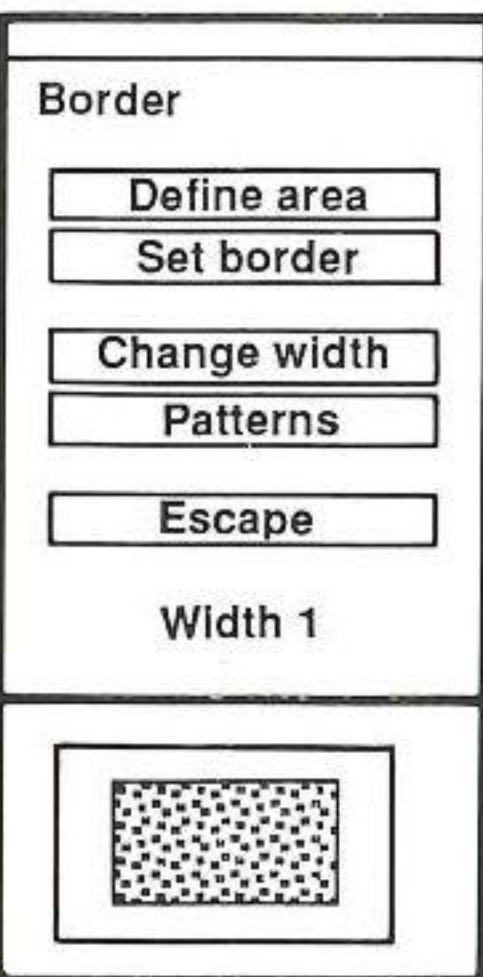 Border
Define area
Set border
Change width
Patterns
Escape
Width 1